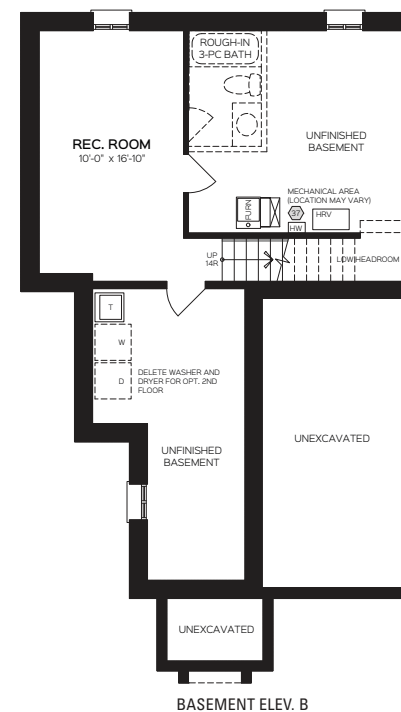 ROUGH-IN
3-PC BATH
REC. ROOM
10'-0" x 16'-10"
UNFINISHED
BASEMENT
MECHANICAL AREA
(LOCATION MAY VARY)
FURN
37
HRV
HW
UP
14R
LOW HEADROOM
T
W
D
DELETE WASHER AND
DRYER FOR OPT. 2ND
FLOOR
UNFINISHED
BASEMENT
UNEXCAVATED
UNEXCAVATED
BASEMENT ELEV. B